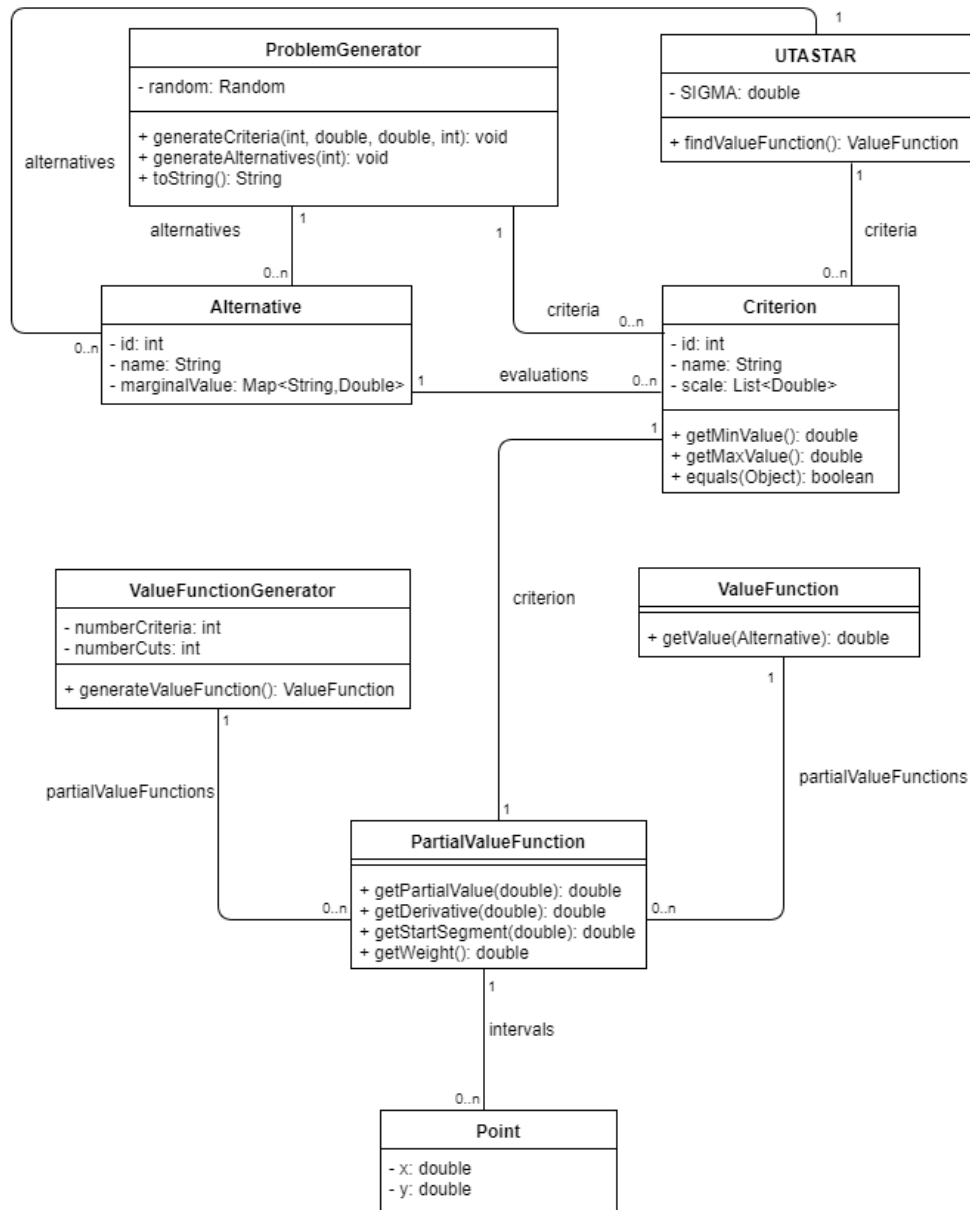 1
ProblemGenerator
- random: Random
+ generateCriteria(int, double, double, int): void
+ generateAlternatives(int): void
+ toString(): String
UTASTAR
- SIGMA: double
+ findValueFunction(): ValueFunction
alternatives
1
1
1
alternatives
criteria
0..n
0..n
Alternative
- id: int
- name: String
- marginalValue: Map<String,Double>
0..n
criteria
0..n
Criterion
- id: int
- name: String
- scale: List<Double>
+ getMinValue(): double
+ getMaxValue(): double
+ equals(Object): boolean
1
evaluations
0..n
1
criterion
ValueFunctionGenerator
- numberCriteria: int
- numberCuts: int
+ generateValueFunction(): ValueFunction
ValueFunction
+ getValue(Alternative): double
1
1
partialValueFunctions
partialValueFunctions
1
PartialValueFunction
+ getPartialValue(double): double
+ getDerivative(double): double
+ getStartSegment(double): double
+ getWeight(): double
0..n
0..n
1
intervals
0..n
Point
- x: double
- y: double